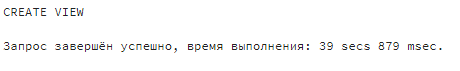 CREATE VIEW
Запрос завершён успешно, время выполнения: 39 secs 879 msec.